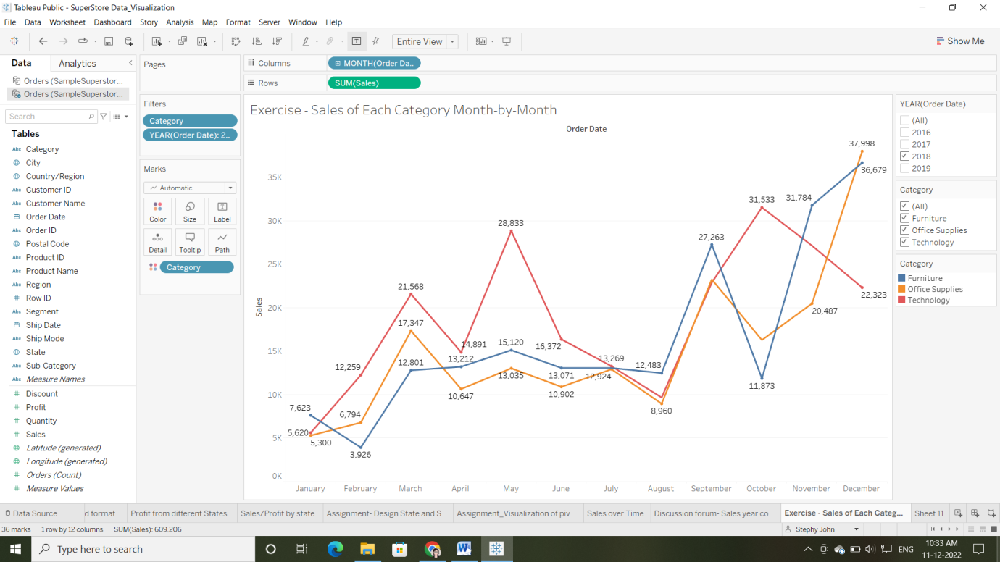 Tableau Public - SuperStore Data_Visualization
File Data Worksheet Dashboard Story Analysis Map Format Server Window Help
Entire View
Show Me
Data Analytics
Orders (SampleSuperstor...
Orders (SampleSuperstor...
Search
Tables
Abc Category
City
Country/Region
Abc Customer ID
Abc Customer Name
Order Date
Abc Order ID
Postal Code
Abc Product ID
Abc Product Name
Abc Region
# Row ID
Abc Segment
Ship Date
Abc Ship Mode
State
Abc Sub-Category
Abc Measure Names
# Discount
# Profit
# Quantity
# Sales
Latitude (generated)
Longitude (generated)
# Orders (Count)
# Measure Values
Pages
Filters
Category
YEAR(Order Date): 2..
Marks
Automatic
Color Size Label
Detail Tooltip Path
Category
Columns MONTH(Order Da..
Rows SUM(Sales)
Exercise - Sales of Each Category Month-by-Month
Order Date
Sales
35K
30K
25K
20K
15K
10K
5K
0K
37,998
36,679
31,533
31,784
28,833
27,263
21,568
22,323
20,487
17,347
14,891
15,120
16,372
13,269
12,483
12,259
12,801
13,212
13,035
13,071
12,924
11,873
10,647
10,902
8,960
7,623
6,794
5,620
5,300
3,926
January February March April May June July August September October November December
YEAR(Order Date)
(All)
2016
2017
2018
2019
Category
(All)
Furniture
Office Supplies
Technology
Category
Furniture
Office Supplies
Technology
Data Source d format... Profit from different States Sales/Profit by state Assignment- Design State and S... Assignment_Visualization of piv... Sales over Time Discussion forum- Sales year co... Exercise - Sales of Each Categ... Sheet 11
36 marks 1 row by 12 columns SUM(Sales): 609.206 Stephy John
Type here to search
ENG
10:33 AM
11-12-2022